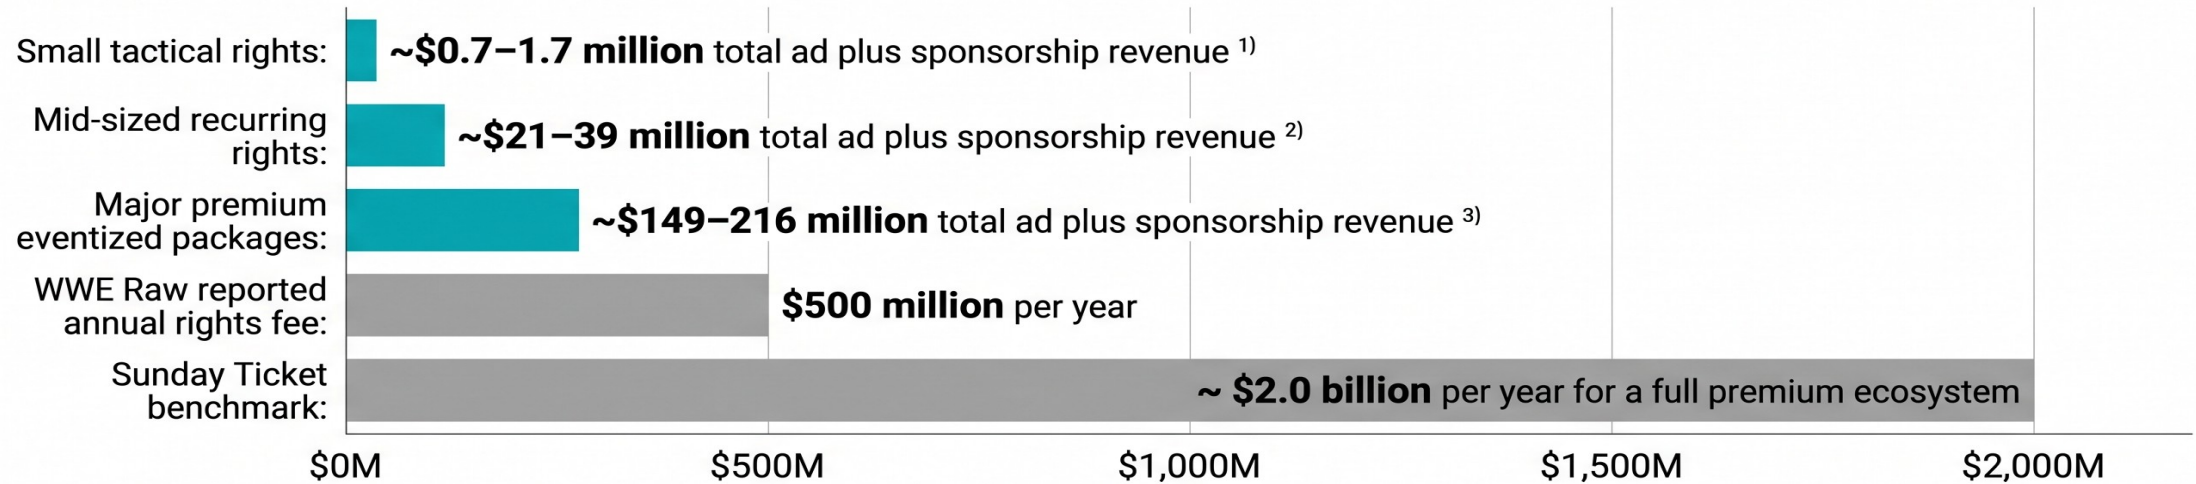 Small tactical rights: ~$0.7–1.7 million total ad plus sponsorship revenue 1)
Mid-sized recurring
rights: ~$21–39 million total ad plus sponsorship revenue 2)
Major premium
eventized packages: ~$149–216 million total ad plus sponsorship revenue 3)
WWE Raw reported
annual rights fee: $500 million per year
Sunday Ticket
benchmark: ~ $2.0 billion per year for a full premium ecosystem
$0M $500M $1,000M $1,500M $2,000M